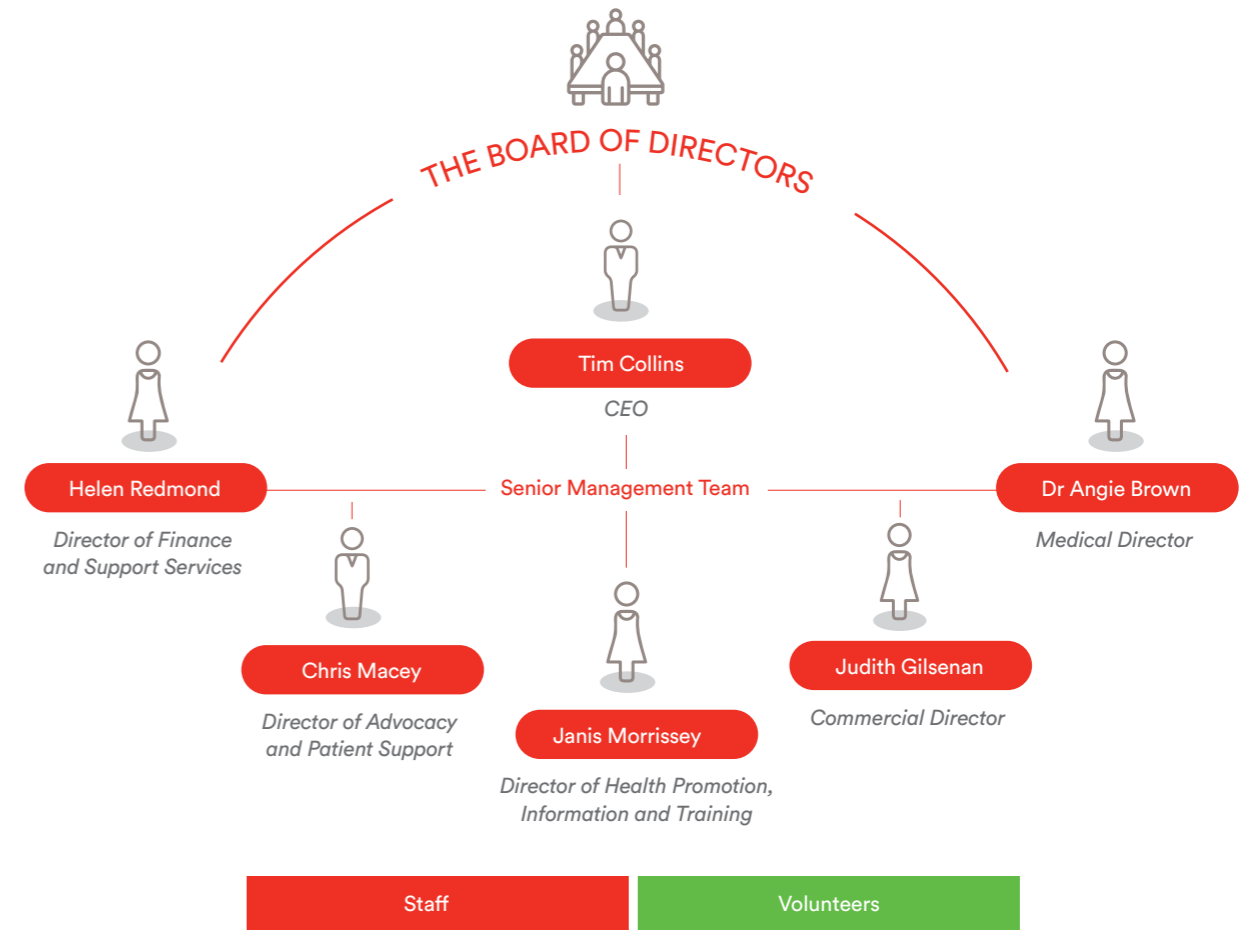 THE BOARD OF DIRECTORS
Tim Collins
CEO
Senior Management Team
Helen Redmond
Director of Finance
and Support Services
Dr Angie Brown
Medical Director
Chris Macey
Director of Advocacy
and Patient Support
Judith Gilsenan
Commercial Director
Janis Morrissey
Director of Health Promotion,
Information and Training
Staff
Volunteers